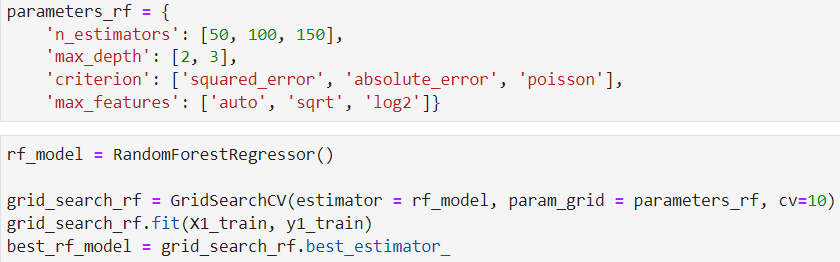 parameters_rf = {
    'n_estimators': [50, 100, 150],
    'max_depth': [2, 3],
    'criterion': ['squared_error', 'absolute_error', 'poisson'],
    'max_features': ['auto', 'sqrt', 'log2']}
rf_model = RandomForestRegressor()
grid_search_rf = GridSearchCV(estimator = rf_model, param_grid = parameters_rf, cv=10)
grid_search_rf.fit(X1_train, y1_train)
best_rf_model = grid_search_rf.best_estimator_